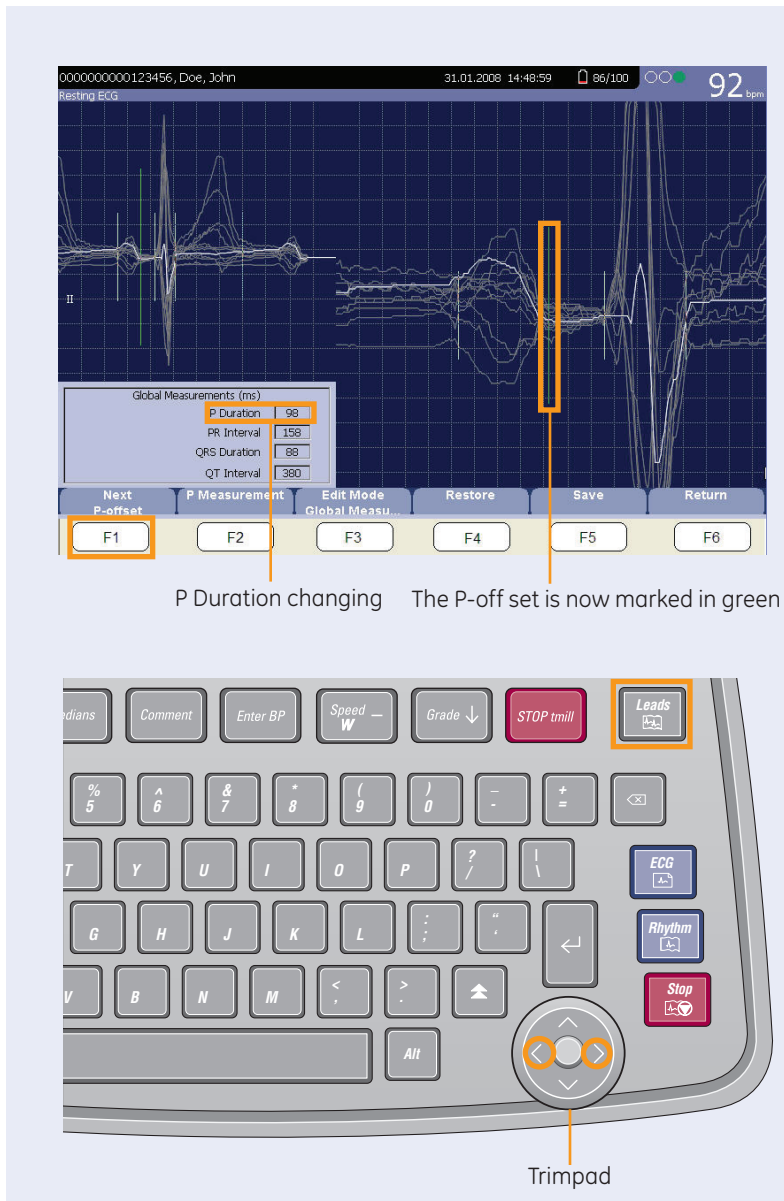 0000000000123456, Doe, John 31.01.2008 14:48:59 86/100 92 bpm
Resting ECG
II
Global Measurements (ms)
P Duration 98
PR Interval 158
QRS Duration 88
QT Interval 380
Next P-offset P Measurement Edit Mode Global Measu... Restore Save Return
F1 F2 F3 F4 F5 F6
P Duration changing The P-off set is now marked in green
edians Comment Enter BP Speed – W Grade ↓ STOP tmill Leads
% 5 ^ 6 & 7 * 8 ( 9 ) 0 – - + =
T Y U I O P ? / | \ ECG
G H J K L : ; “ ‘ Rhythm
V B N M < , > . Stop
Alt
Trimpad